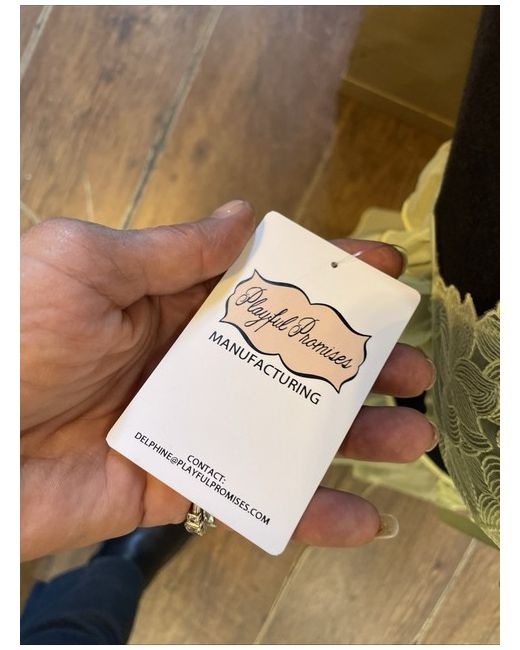 Playful Promises
MANUFACTURING
CONTACT:
DELPHINE@PLAYFULPROMISES.COM